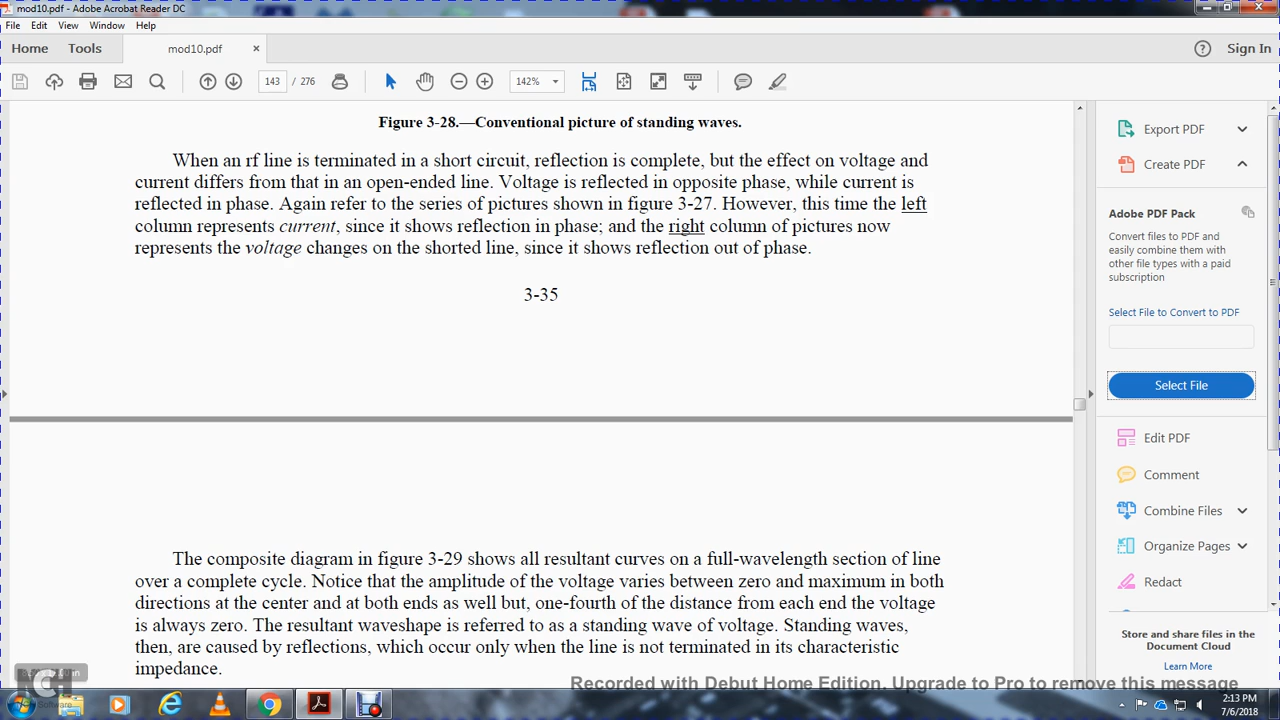 mod10.pdf - Adobe Acrobat Reader DC
File Edit View Window Help
Home Tools mod10.pdf × Sign In
143 / 276 142%
Figure 3-28.—Conventional picture of standing waves.
When an rf line is terminated in a short circuit, reflection is complete, but the effect on voltage and
current differs from that in an open-ended line. Voltage is reflected in opposite phase, while current is
reflected in phase. Again refer to the series of pictures shown in figure 3-27. However, this time the left
column represents current, since it shows reflection in phase; and the right column of pictures now
represents the voltage changes on the shorted line, since it shows reflection out of phase.
3-35
The composite diagram in figure 3-29 shows all resultant curves on a full-wavelength section of line
over a complete cycle. Notice that the amplitude of the voltage varies between zero and maximum in both
directions at the center and at both ends as well but, one-fourth of the distance from each end the voltage
is always zero. The resultant waveshape is referred to as a standing wave of voltage. Standing waves,
then, are caused by reflections, which occur only when the line is not terminated in its characteristic
impedance.
Export PDF
Create PDF
Adobe PDF Pack
Convert files to PDF and
easily combine them with
other file types with a paid
subscription
Select File to Convert to PDF
Select File
Edit PDF
Comment
Combine Files
Organize Pages
Redact
Store and share files in the
Document Cloud
Learn More
NCH
Software
Recorded with Debut Home Edition. Upgrade to Pro to remove this message
2:13 PM
7/6/2018